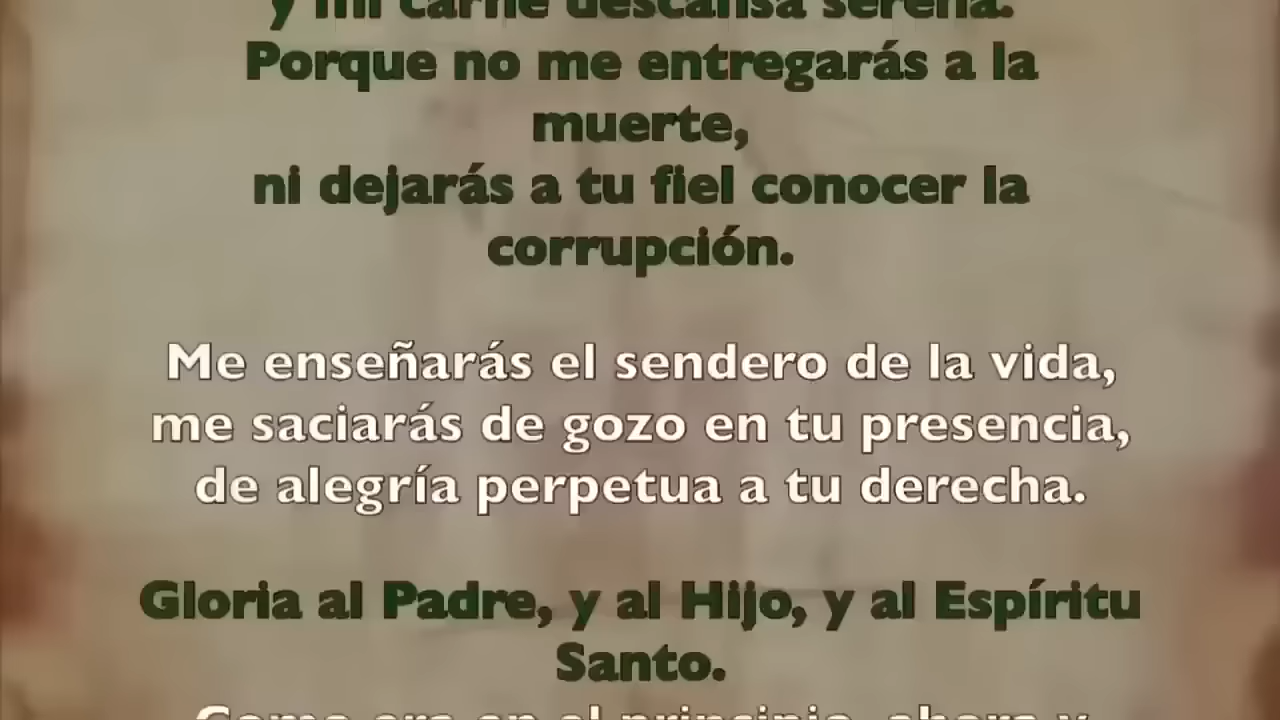 y mi carne descansa serena.
Porque no me entregarás a la
muerte,
ni dejarás a tu fiel conocer la
corrupción.
Me enseñarás el sendero de la vida,
me saciarás de gozo en tu presencia,
de alegría perpetua a tu derecha.
Gloria al Padre, y al Hijo, y al Espíritu
Santo.
Como era en el principio, ahora y